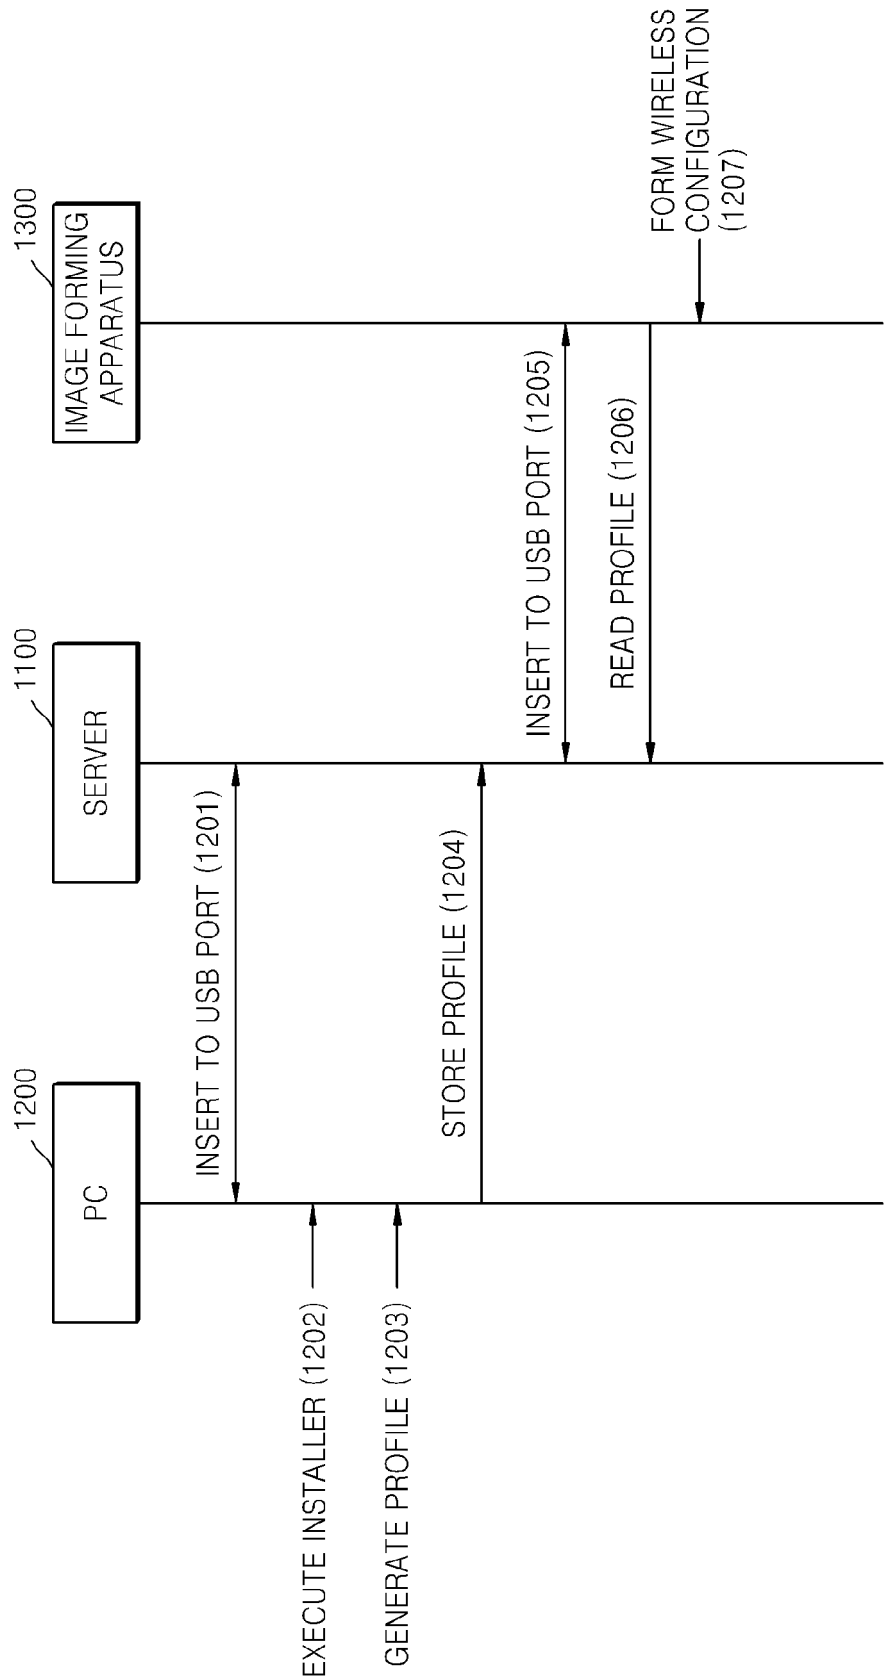 1200
PC
1100
SERVER
1300
IMAGE FORMING
APPARATUS
INSERT TO USB PORT (1201)
EXECUTE INSTALLER (1202)
GENERATE PROFILE (1203)
STORE PROFILE (1204)
INSERT TO USB PORT (1205)
READ PROFILE (1206)
FORM WIRELESS
CONFIGURATION
(1207)